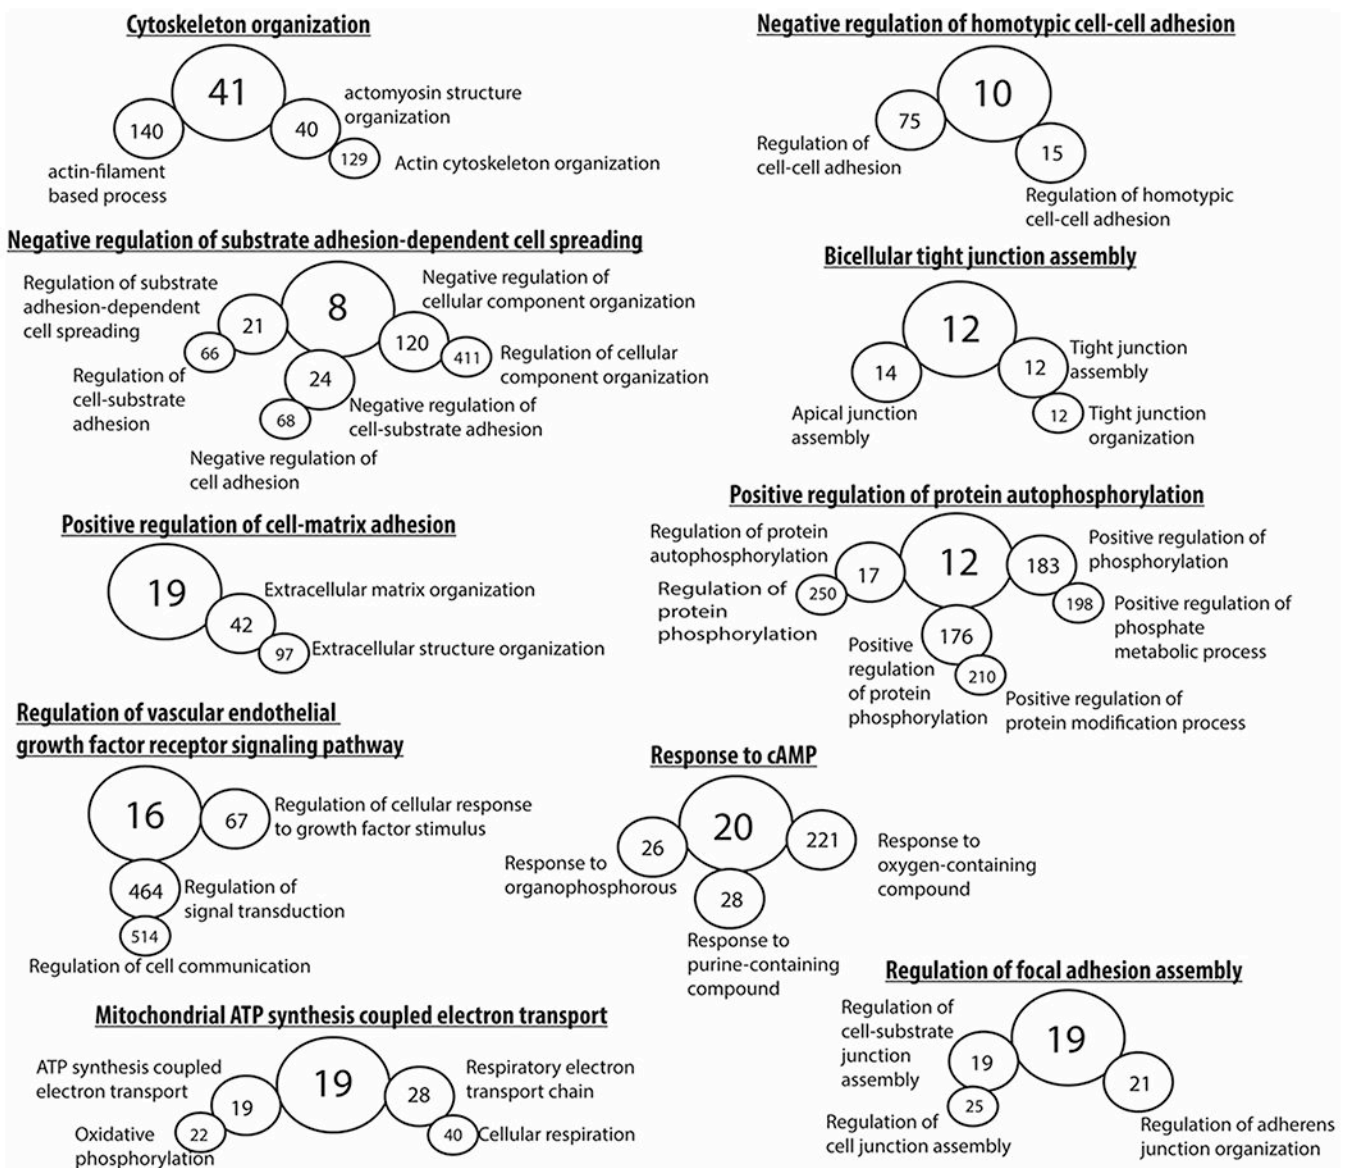 Cytoskeleton organization
41
140
40
129
actomyosin structure
organization
Actin cytoskeleton organization
actin-filament
based process
Negative regulation of homotypic cell-cell adhesion
10
75
15
Regulation of
cell-cell adhesion
Regulation of homotypic
cell-cell adhesion
Negative regulation of substrate adhesion-dependent cell spreading
Regulation of substrate
adhesion-dependent
cell spreading
8
21
66
Regulation of
cell-substrate
adhesion
24
68
Negative regulation of
cell-substrate adhesion
Negative regulation of
cell adhesion
120
411
Negative regulation of
cellular component organization
Regulation of cellular
component organization
Bicellular tight junction assembly
12
14
12
12
Apical junction
assembly
Tight junction
assembly
Tight junction
organization
Positive regulation of cell-matrix adhesion
19
42
97
Extracellular matrix organization
Extracellular structure organization
Positive regulation of protein autophosphorylation
Regulation of protein
autophosphorylation
12
17
250
Regulation of
protein
phosphorylation
183
198
Positive regulation of
phosphorylation
Positive regulation of
phosphate
metabolic process
176
210
Positive
regulation
of protein
phosphorylation
Positive regulation of
protein modification process
Regulation of vascular endothelial
growth factor receptor signaling pathway
16
67
Regulation of cellular response
to growth factor stimulus
464
Regulation of
signal transduction
514
Regulation of cell communication
Response to cAMP
20
26
221
28
Response to
organophosphorous
Response to
oxygen-containing
compound
Response to
purine-containing
compound
Mitochondrial ATP synthesis coupled electron transport
ATP synthesis coupled
electron transport
19
19
22
Oxidative
phosphorylation
28
40
Respiratory electron
transport chain
Cellular respiration
Regulation of focal adhesion assembly
Regulation of
cell-substrate
junction
assembly
19
19
25
21
Regulation of
cell junction assembly
Regulation of adherens
junction organization